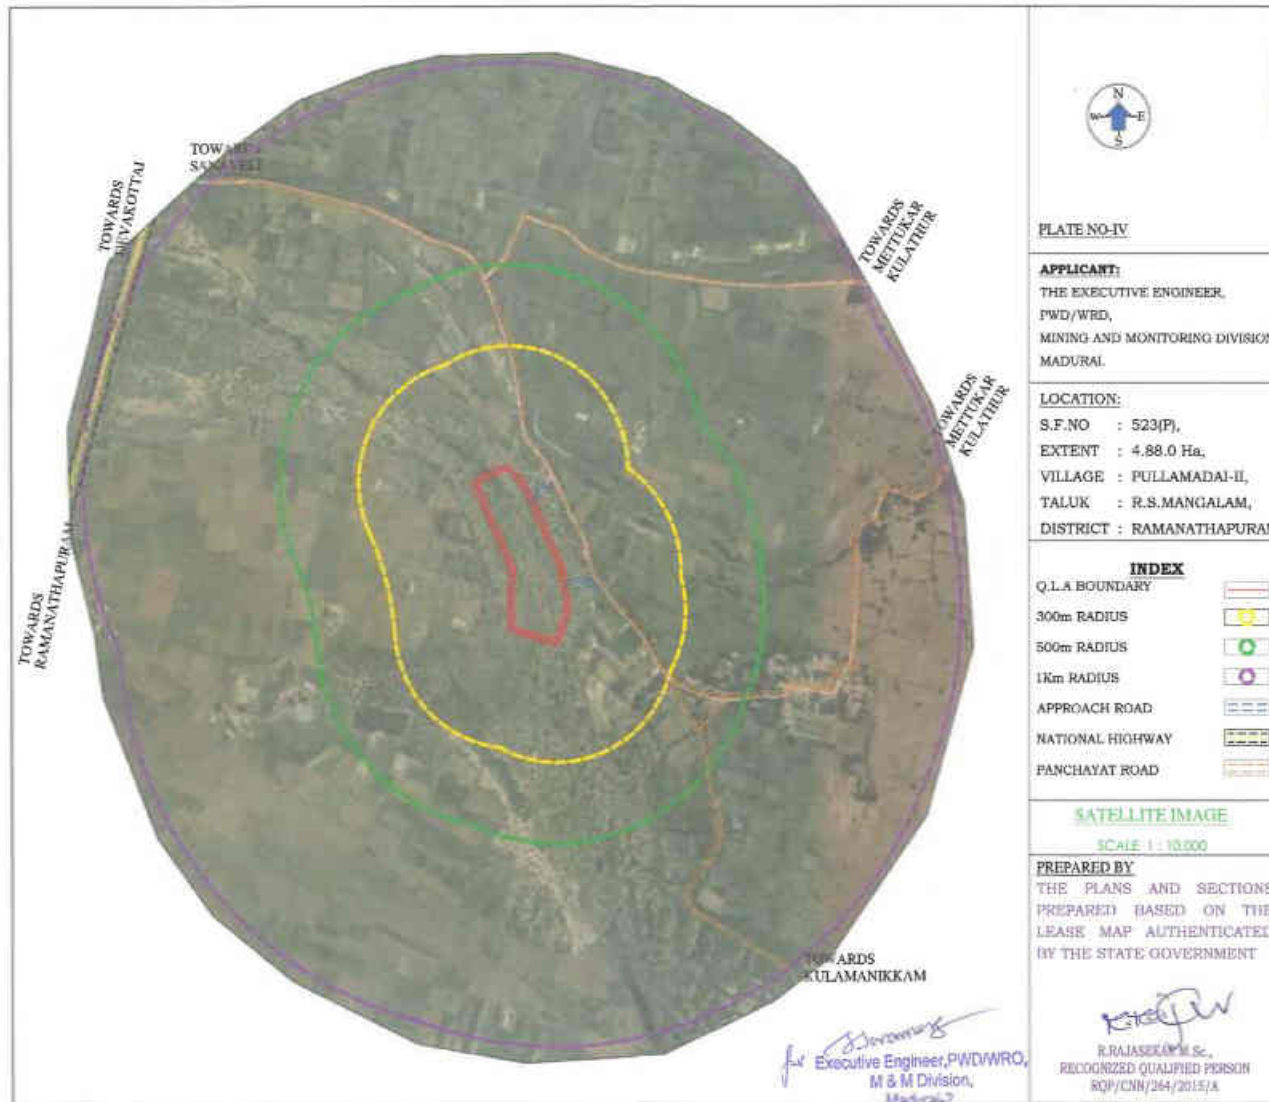 TOWARDS
SANAVELI
TOWARDS
DEVAKOTTAI
TOWARDS
METTUKAR
KULATHUR
TOWARDS
METTUKAR
KULATHUR
TOWARDS
RAMANATHAPURAM
TOWARDS
KULAMANIKKAM
N
W E
S
PLATE NO-IV
APPLICANT:
THE EXECUTIVE ENGINEER,
PWD/WRD,
MINING AND MONITORING DIVISION
MADURAI.
LOCATION:
S.F.NO : 523(P),
EXTENT : 4.88.0 Ha,
VILLAGE : PULLAMADAI-II,
TALUK : R.S.MANGALAM,
DISTRICT : RAMANATHAPURAM
INDEX
Q.L.A BOUNDARY
300m RADIUS
500m RADIUS
1Km RADIUS
APPROACH ROAD
NATIONAL HIGHWAY
PANCHAYAT ROAD
SATELLITE IMAGE
SCALE 1 : 10,000
PREPARED BY
THE PLANS AND SECTIONS
PREPARED BASED ON THE
LEASE MAP AUTHENTICATED
BY THE STATE GOVERNMENT
R.RAJASEKAR M.Sc.,
RECOGNIZED QUALIFIED PERSON
RQP/CNN/264/2015/A
Executive Engineer,PWD/WRO,
M & M Division,
Madurai-2